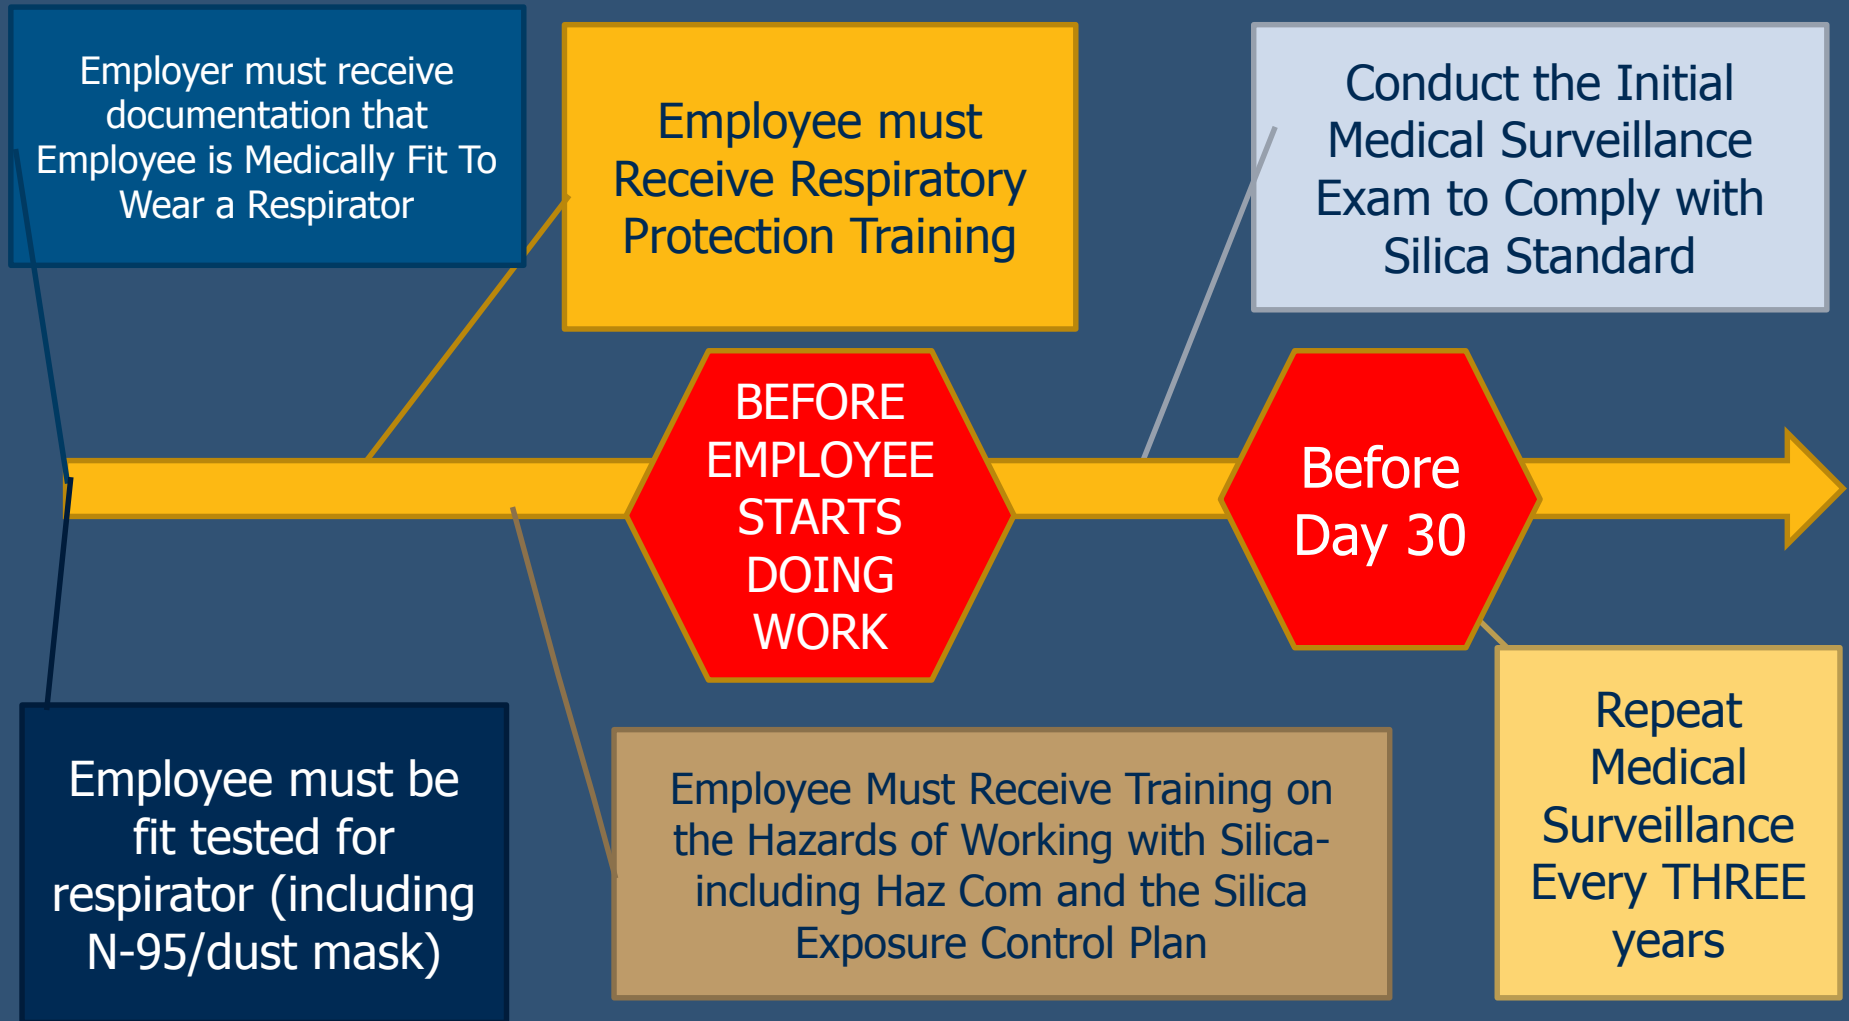 Employer must receive
documentation that
Employee is Medically Fit To
Wear a Respirator
Employee must
Receive Respiratory
Protection Training
Conduct the Initial
Medical Surveillance
Exam to Comply with
Silica Standard
BEFORE
EMPLOYEE
STARTS
DOING
WORK
Before
Day 30
Employee must be
fit tested for
respirator (including
N-95/dust mask)
Employee Must Receive Training on
the Hazards of Working with Silica-
including Haz Com and the Silica
Exposure Control Plan
Repeat
Medical
Surveillance
Every THREE
years